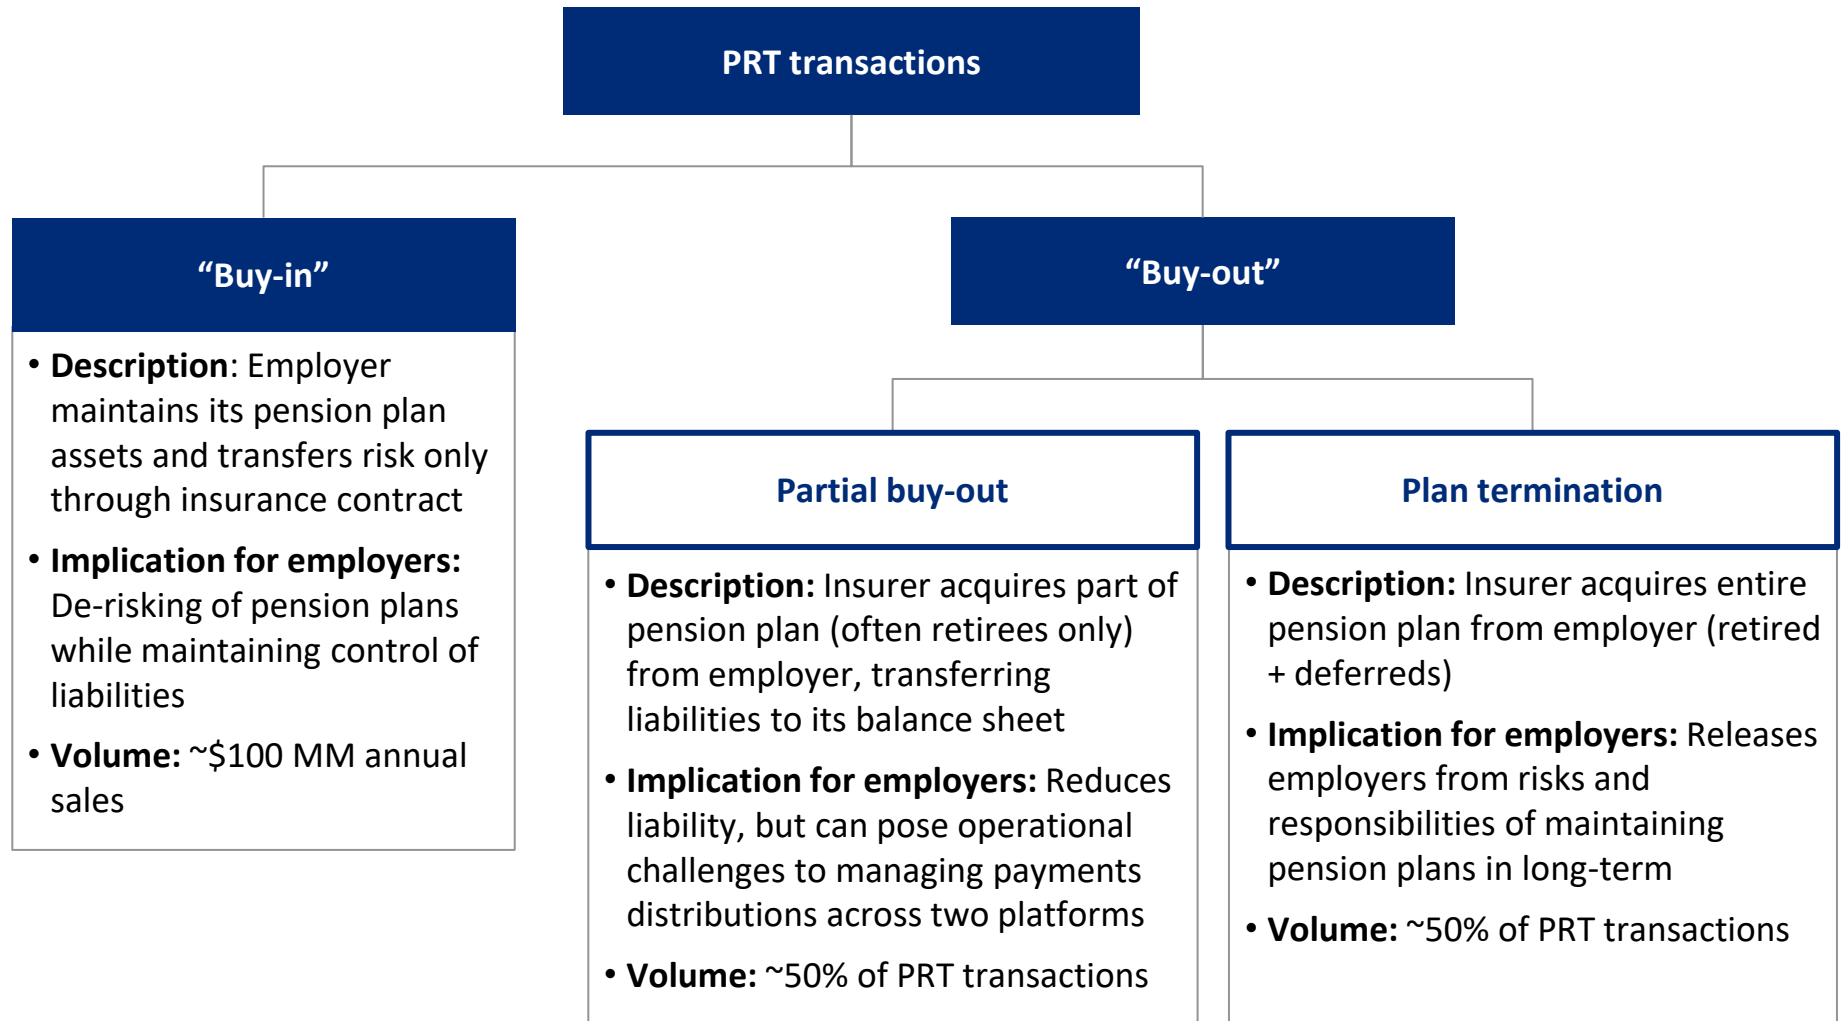 PRT transactions
“Buy-in”
• Description: Employer
maintains its pension plan
assets and transfers risk only
through insurance contract
• Implication for employers:
De-risking of pension plans
while maintaining control of
liabilities
• Volume: ~$100 MM annual
sales
“Buy-out”
Partial buy-out
• Description: Insurer acquires part of
pension plan (often retirees only)
from employer, transferring
liabilities to its balance sheet
• Implication for employers: Reduces
liability, but can pose operational
challenges to managing payments
distributions across two platforms
• Volume: ~50% of PRT transactions
Plan termination
• Description: Insurer acquires entire
pension plan from employer (retired
+ deferreds)
• Implication for employers: Releases
employers from risks and
responsibilities of maintaining
pension plans in long-term
• Volume: ~50% of PRT transactions